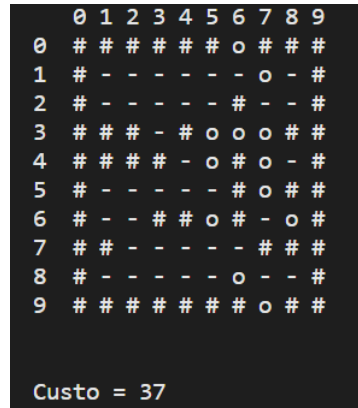 0 1 2 3 4 5 6 7 8 9
0 # # # # # # o # # #
1 # - - - - - - o - #
2 # - - - - - # - - #
3 # # # - # o o o # #
4 # # # # - o # o - #
5 # - - - - - # o # #
6 # - - # # o # - o #
7 # # - - - - - # # #
8 # - - - - - o - - #
9 # # # # # # # o # #
Custo = 37